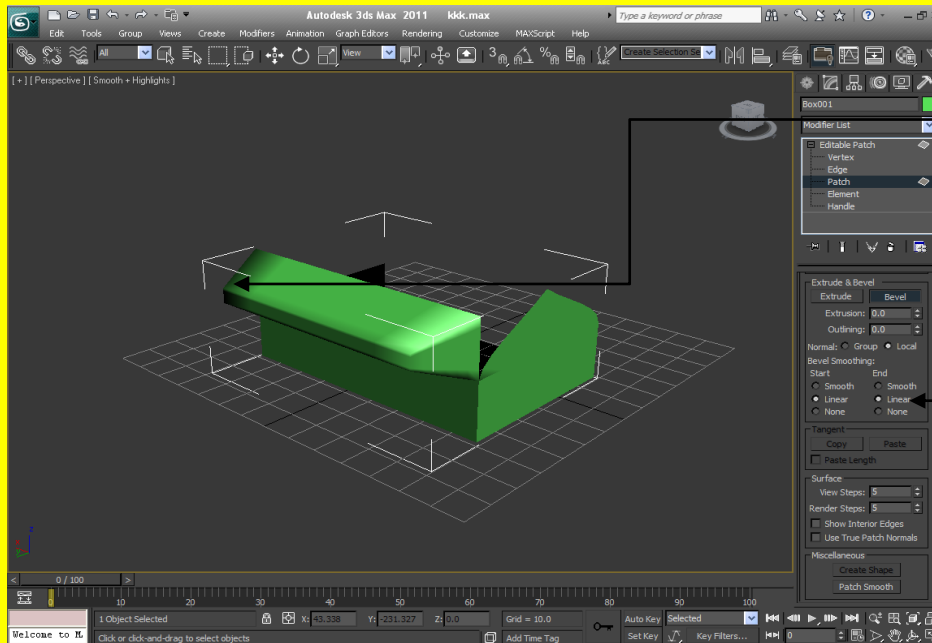 Autodesk 3ds Max 2011 kkk.max
Type a keyword or phrase
Edit Tools Group Views Create Modifiers Animation Graph Editors Rendering Customize MAXScript Help
All View 3 Create Selection Se
[ + ] [ Perspective ] [ Smooth + Highlights ]
Box001
Modifier List
Editable Patch
Vertex
Edge
Patch
Element
Handle
Extrude & Bevel
Extrude Bevel
Extrusion: 0.0
Outlining: 0.0
Normal: Group Local
Bevel Smoothing:
Start End
Smooth Smooth
Linear Linear
None None
Tangent
Copy Paste
Paste Length
Surface
View Steps: 5
Render Steps: 5
Show Interior Edges
Use True Patch Normals
Miscellaneous
Create Shape
Patch Smooth
z
< 0 / 100 >
0 10 20 30 40 50 60 70 80 90 100
1 Object Selected X: 43.338 Y: -231.327 Z: 0.0 Grid = 10.0 Auto Key Selected
Welcome to M. Click or click-and-drag to select objects Add Time Tag Set Key Key Filters... 0